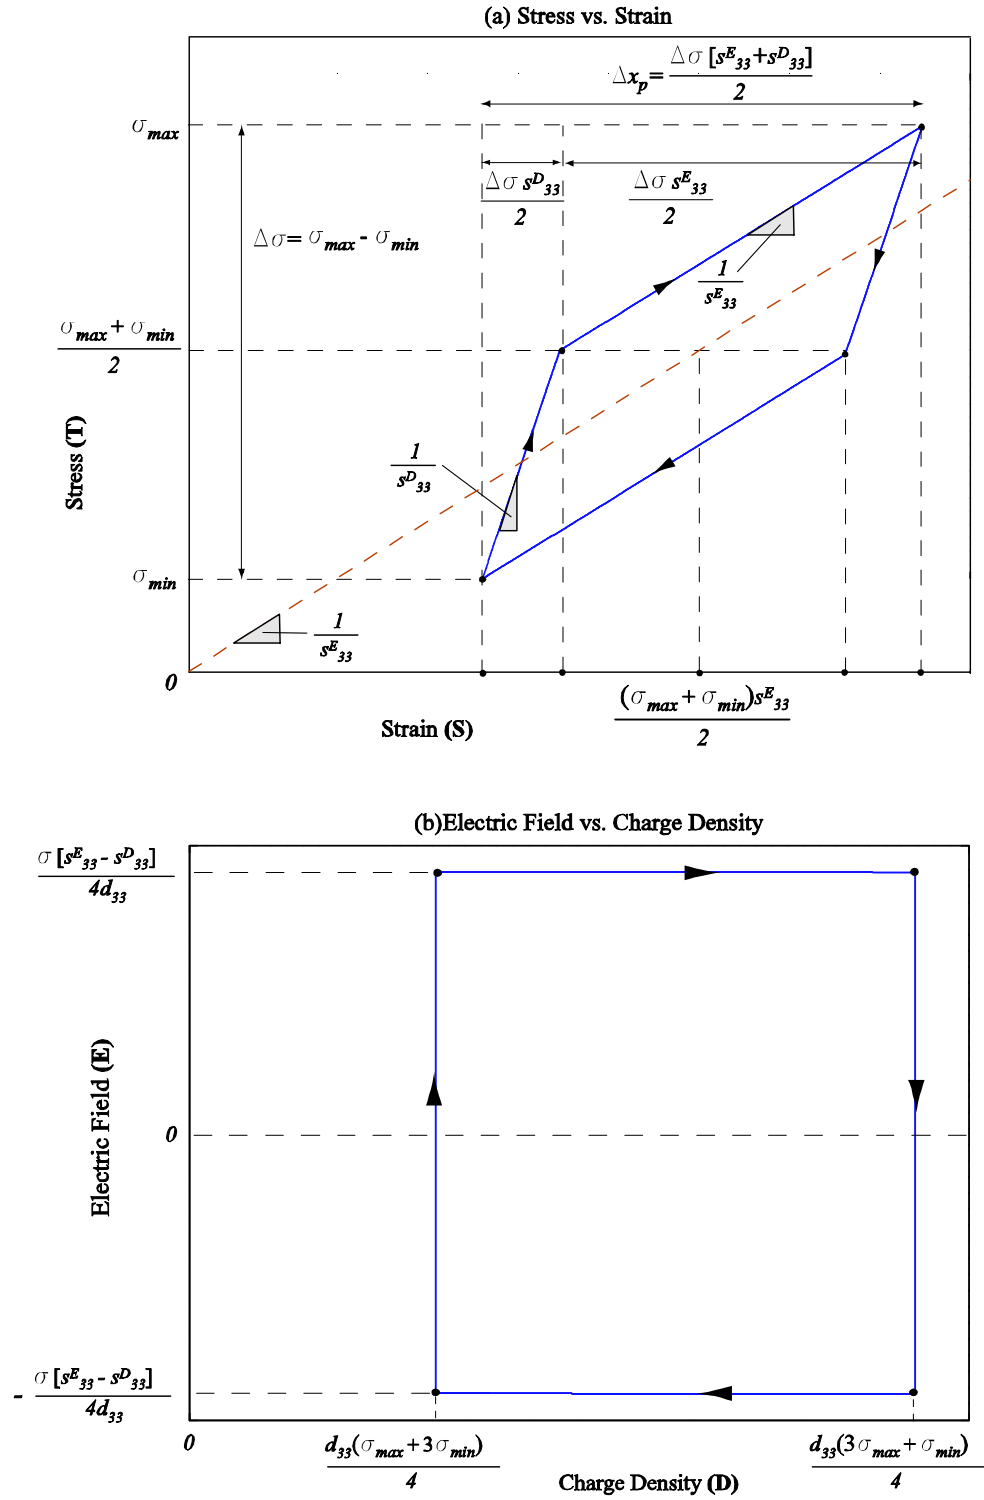 (a) Stress vs. Strain
Δx_p = Δσ [s^E_33 + s^D_33] / 2
σ_max
Δσ s^D_33 / 2
Δσ s^E_33 / 2
Δσ = σ_max - σ_min
1 / s^E_33
σ_max + σ_min / 2
1 / s^D_33
Stress (T)
σ_min
1 / s^E_33
0
(σ_max + σ_min)s^E_33 / 2
Strain (S)
(b)Electric Field vs. Charge Density
σ [s^E_33 - s^D_33] / 4d_33
Electric Field (E)
0
- σ [s^E_33 - s^D_33] / 4d_33
0
d_33(σ_max + 3σ_min) / 4
d_33(3σ_max + σ_min) / 4
Charge Density (D)